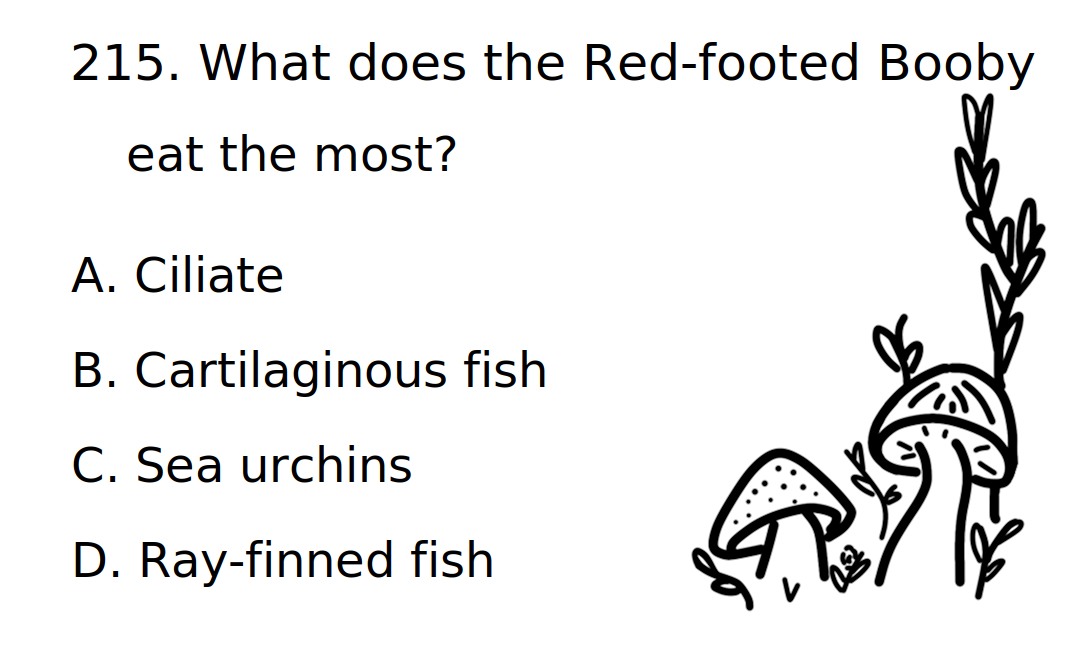 215. What does the Red-footed Booby
eat the most?
A. Ciliate
B. Cartilaginous fish
C. Sea urchins
D. Ray-finned fish